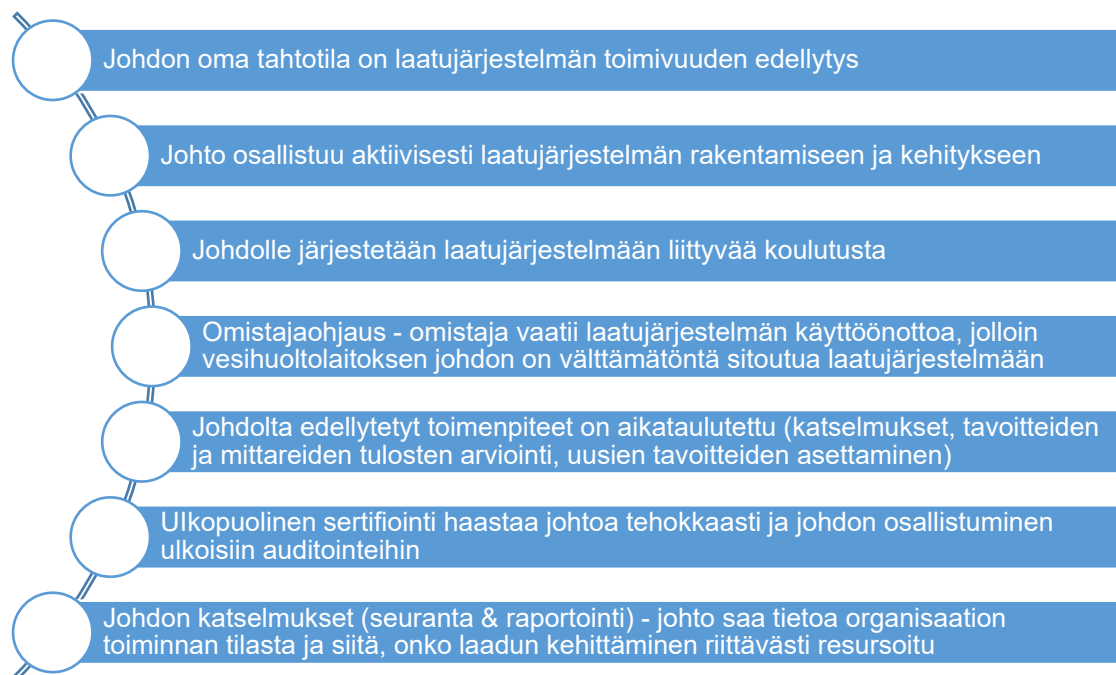 Johdon oma tahtotila on laatujärjestelmän toimivuuden edellytys
Johto osallistuu aktiivisesti laatujärjestelmän rakentamiseen ja kehitykseen
Johdolle järjestetään laatujärjestelmään liittyvää koulutusta
Omistajaohjaus - omistaja vaatii laatujärjestelmän käyttöönottoa, jolloin
vesihuoltolaitoksen johdon on välttämätöntä sitoutua laatujärjestelmään
Johdolta edellytetyt toimenpiteet on aikataulutettu (katselmukset, tavoitteiden
ja mittareiden tulosten arviointi, uusien tavoitteiden asettaminen)
Ulkopuolinen sertifiointi haastaa johtoa tehokkaasti ja johdon osallistuminen
ulkoisiin auditointeihin
Johdon katselmukset (seuranta & raportointi) - johto saa tietoa organisaation
toiminnan tilasta ja siitä, onko laadun kehittäminen riittävästi resursoitu